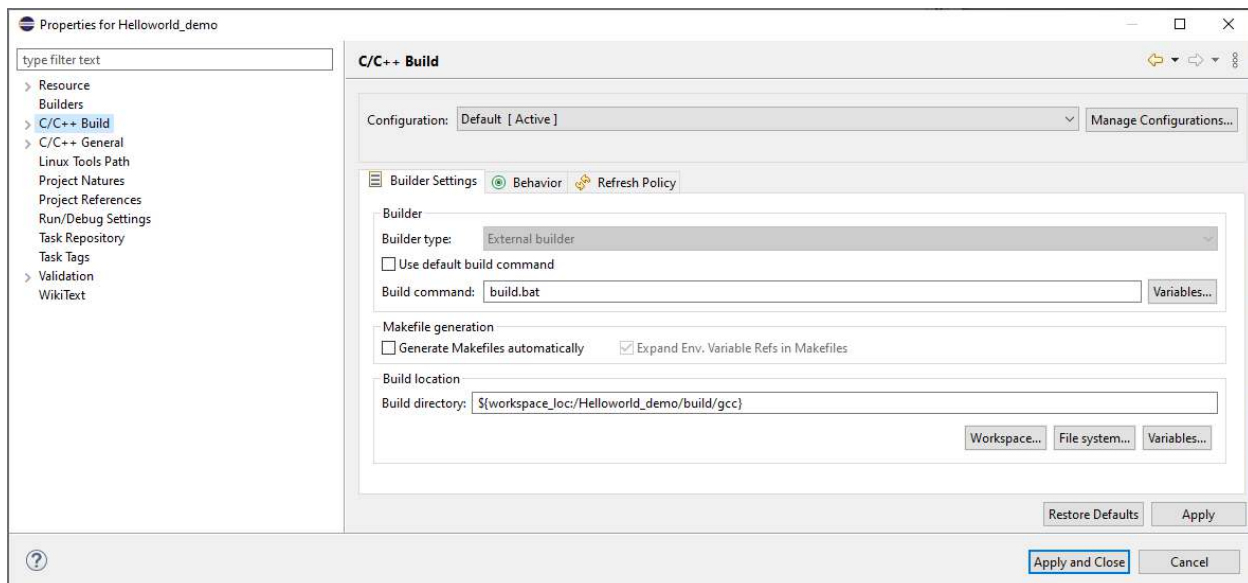 Properties for Helloworld_demo
type filter text
Resource
Builders
C/C++ Build
C/C++ General
Linux Tools Path
Project Natures
Project References
Run/Debug Settings
Task Repository
Task Tags
Validation
WikiText
C/C++ Build
Configuration: Default [ Active ] Manage Configurations...
Builder Settings Behavior Refresh Policy
Builder
Builder type: External builder
Use default build command
Build command: build.bat Variables...
Makefile generation
Generate Makefiles automatically Expand Env. Variable Refs in Makefiles
Build location
Build directory: ${workspace_loc:/Helloworld_demo/build/gcc}
Workspace... File system... Variables...
Restore Defaults Apply
? Apply and Close Cancel